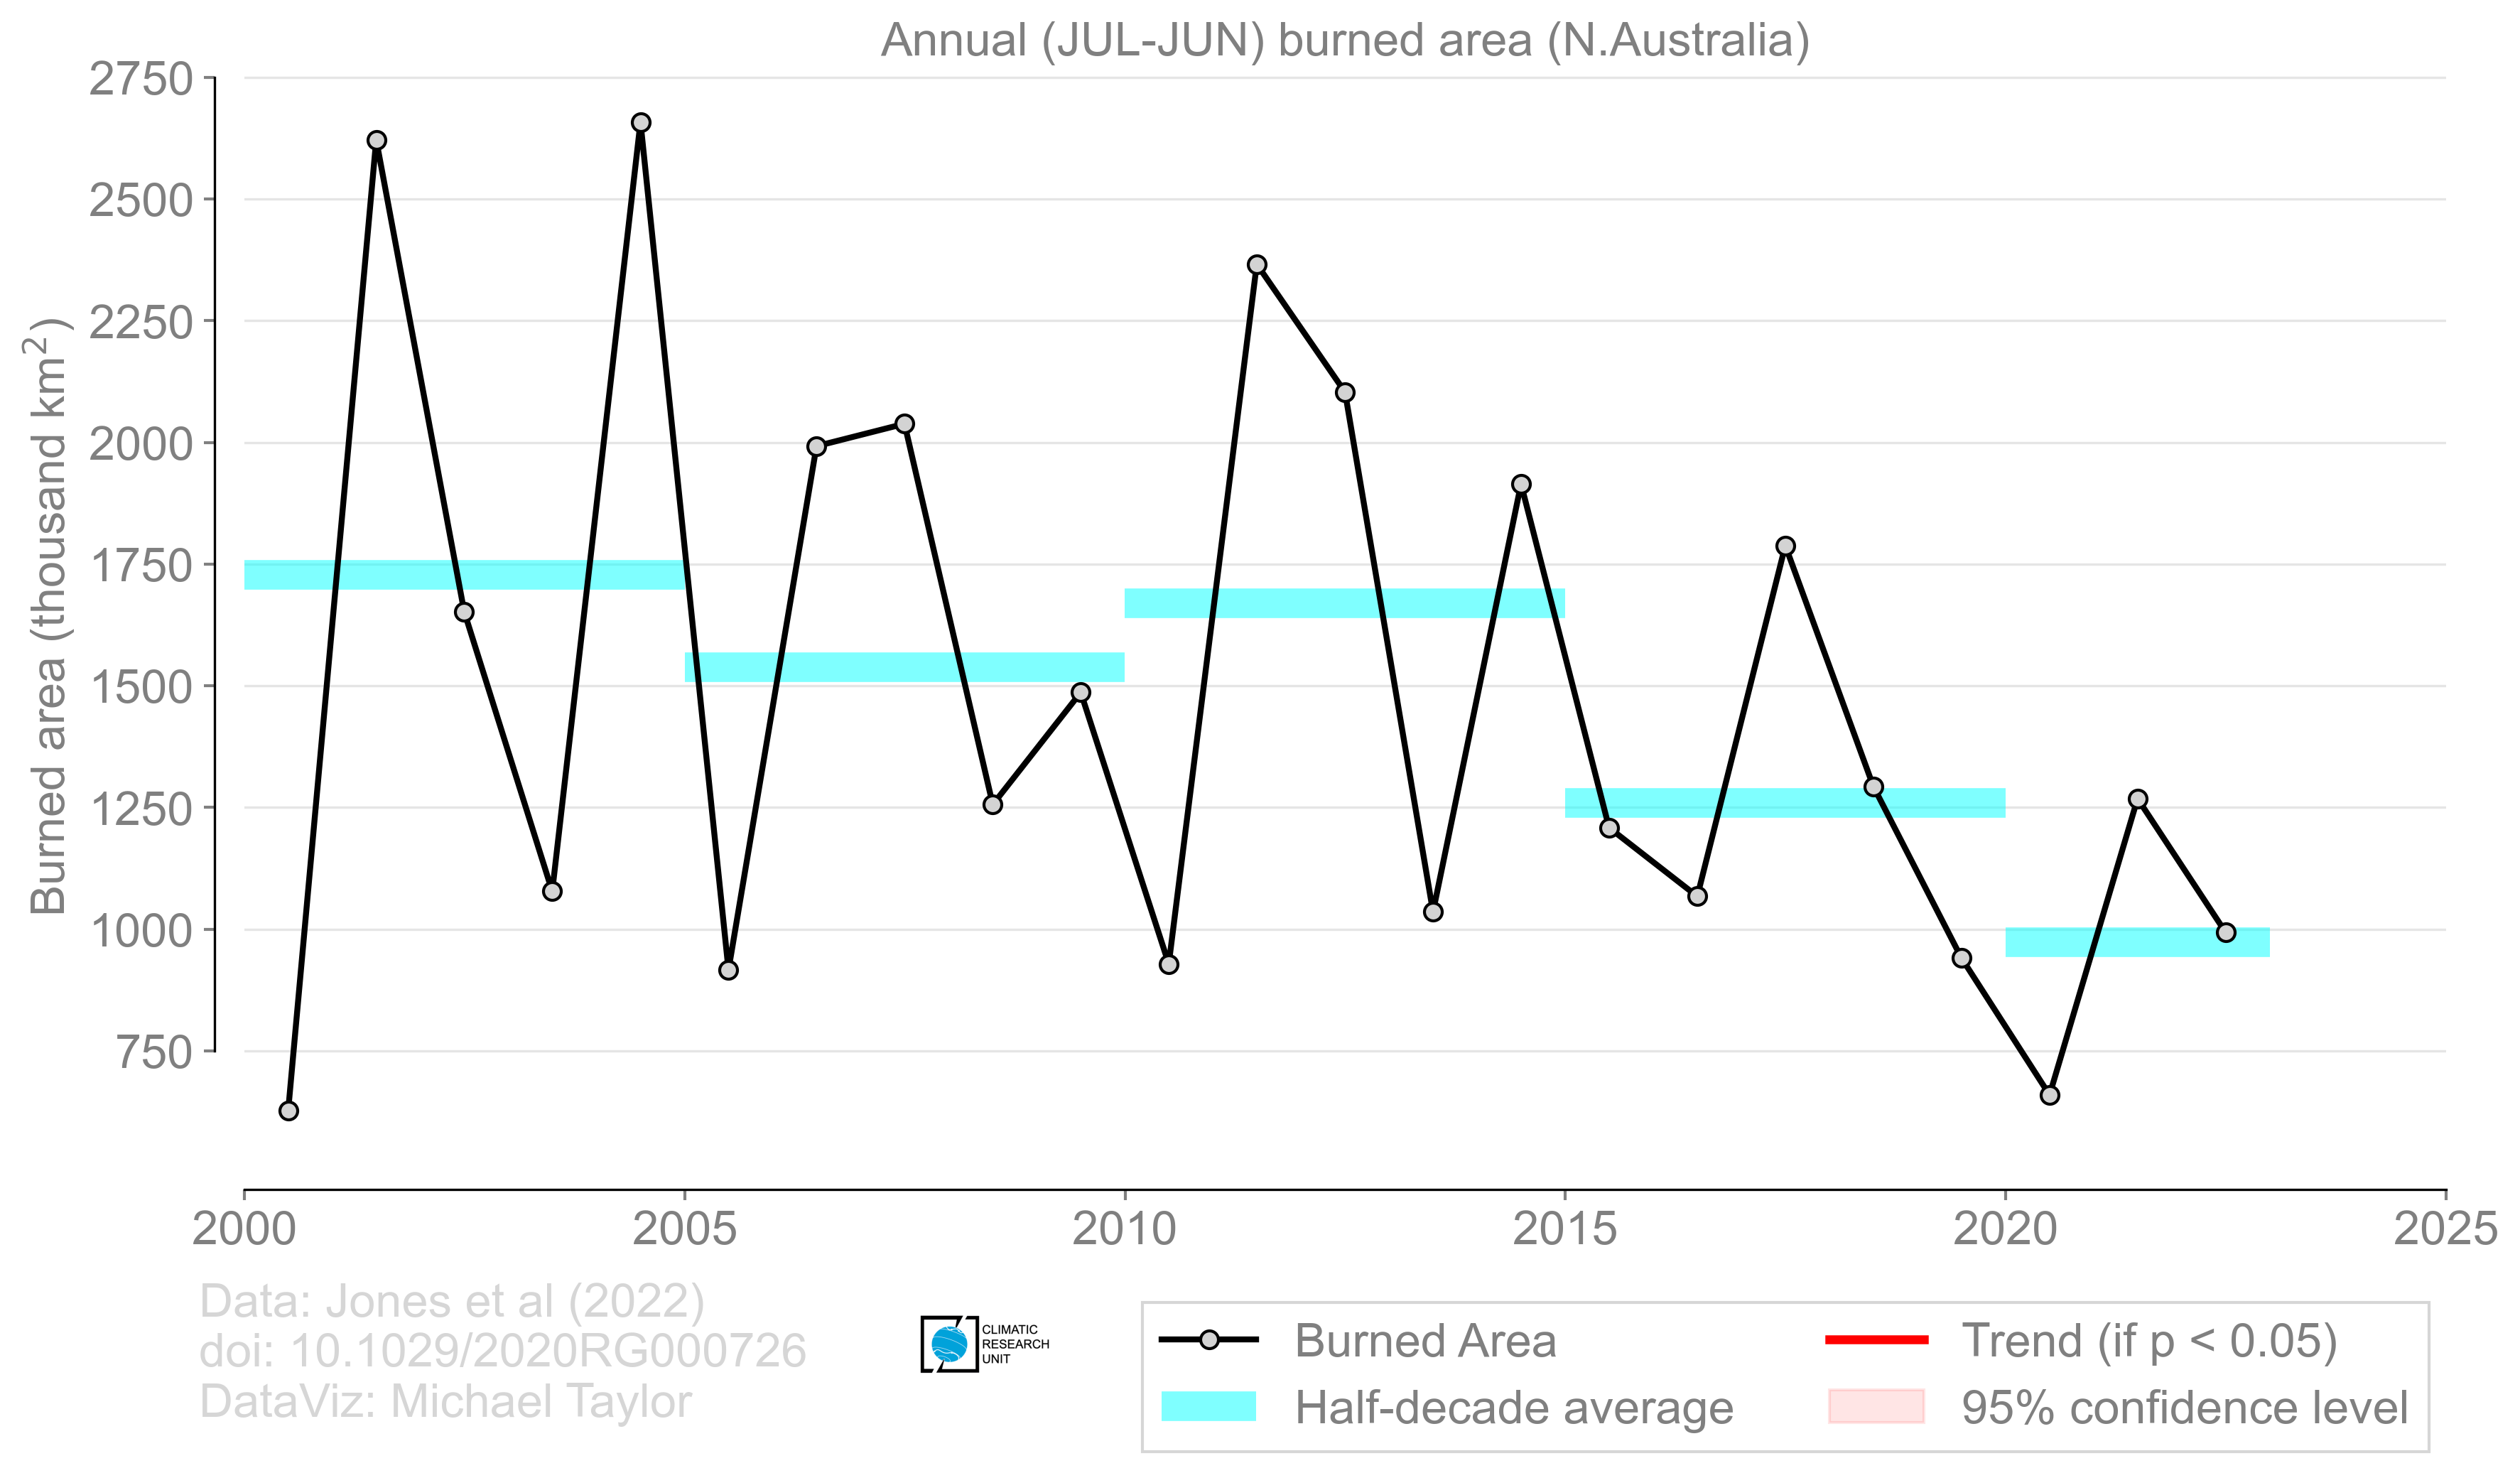 Annual (JUL-JUN) burned area (N.Australia)
Burned area (thousand km²)
2750
2500
2250
2000
1750
1500
1250
1000
750
2000 2005 2010 2015 2020 2025
Data: Jones et al (2022)
doi: 10.1029/2020RG000726
DataViz: Michael Taylor
CLIMATIC
RESEARCH
UNIT
Burned Area
Half-decade average
Trend (if p < 0.05)
95% confidence level